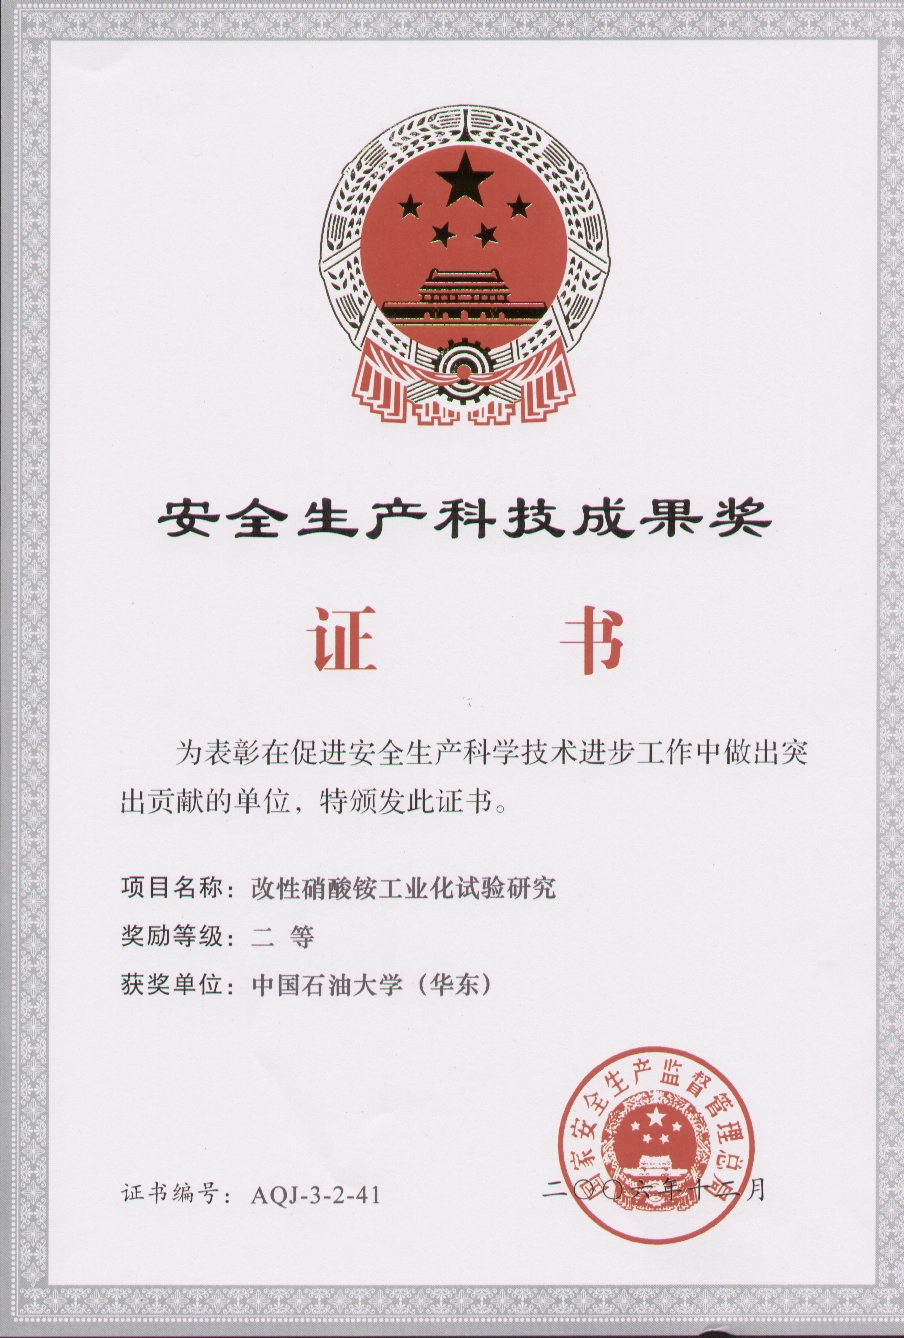 安全生产科技成果奖
证 书
为表彰在促进安全生产科学技术进步工作中做出突
出贡献的单位，特颁发此证书。
项目名称：改性硝酸铵工业化试验研究
奖励等级：二 等
获奖单位：中国石油大学（华东）
国家安全生产监督管理总局
证书编号：AQJ-3-2-41
二〇〇六年十二月